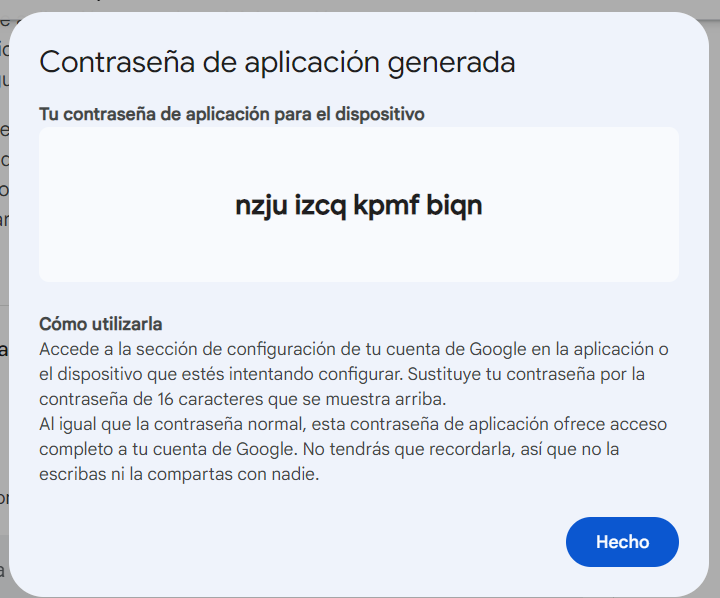 Contraseña de aplicación generada
Tu contraseña de aplicación para el dispositivo
nzju izcq kpmf biqn
Cómo utilizarla
Accede a la sección de configuración de tu cuenta de Google en la aplicación o
el dispositivo que estés intentando configurar. Sustituye tu contraseña por la
contraseña de 16 caracteres que se muestra arriba.
Al igual que la contraseña normal, esta contraseña de aplicación ofrece acceso
completo a tu cuenta de Google. No tendrás que recordarla, así que no la
escribas ni la compartas con nadie.
Hecho